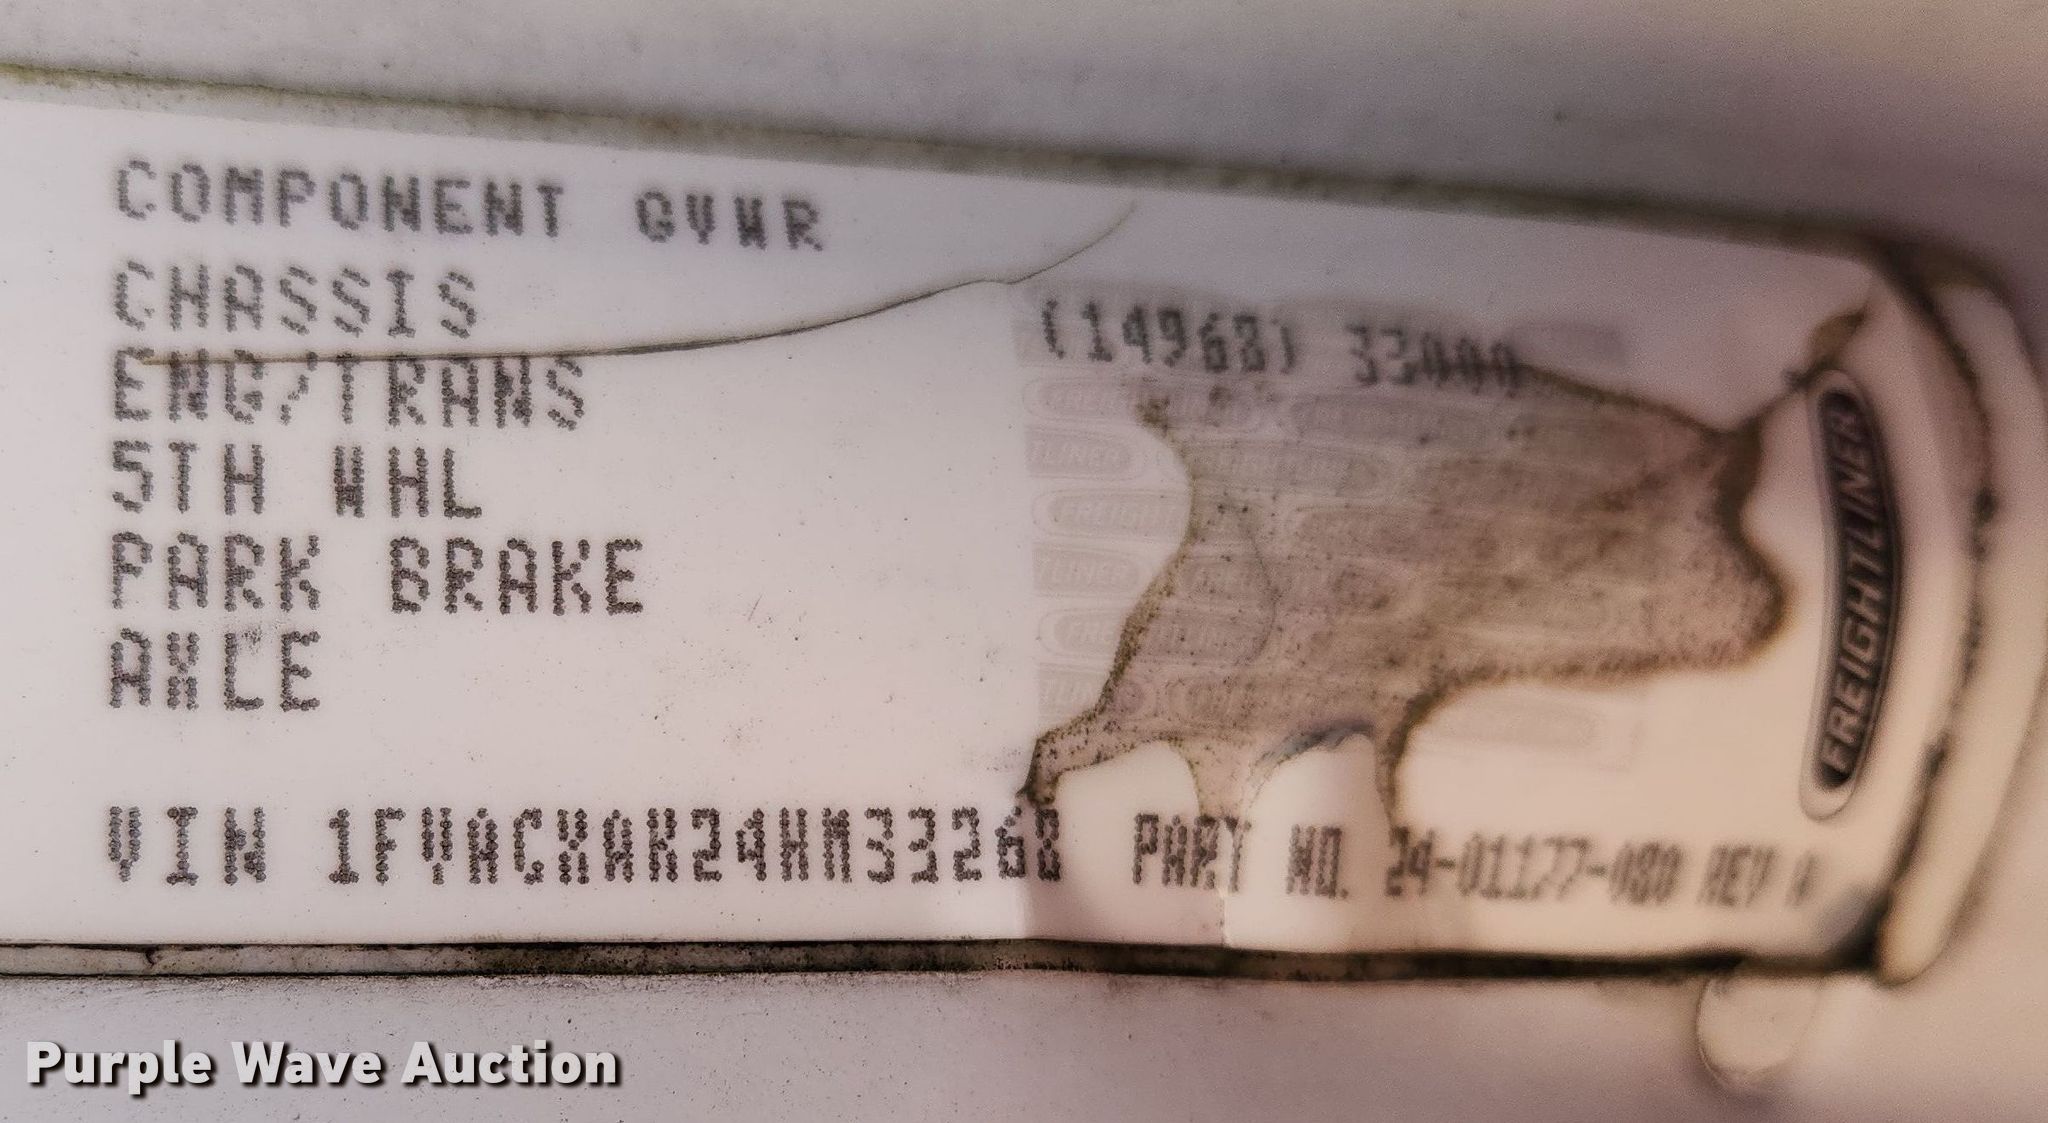 COMPONENT GVWR
CHASSIS (14968) 33000
ENG/TRANS
5TH WHL
PARK BRAKE
AXLE
VIN 1FVACXAK24HM33268 PART NO. 24-01177-080 REV
FREIGHTLINER
Purple Wave Auction